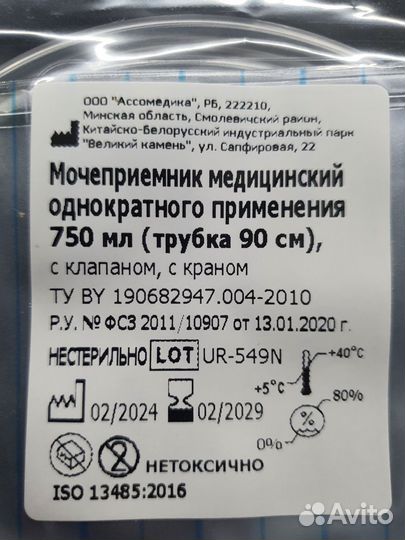 ООО "Ассомедика", РБ, 222210,
Минская область, Смолевичский район,
Китайско-Белорусский индустриальный парк
"Великий камень", ул. Сапфировая, 22
Мочеприемник медицинский
однократного применения
750 мл (трубка 90 см),
с клапаном, с краном
ТУ BY 190682947.004-2010
Р.У. № ФСЗ 2011/10907 от 13.01.2020 г.
НЕСТЕРИЛЬНО LOT UR-549N
+40°C
+5°C
02/2024 02/2029
80%
0%
2 НЕТОКСИЧНО
ISO 13485:2016
Avito